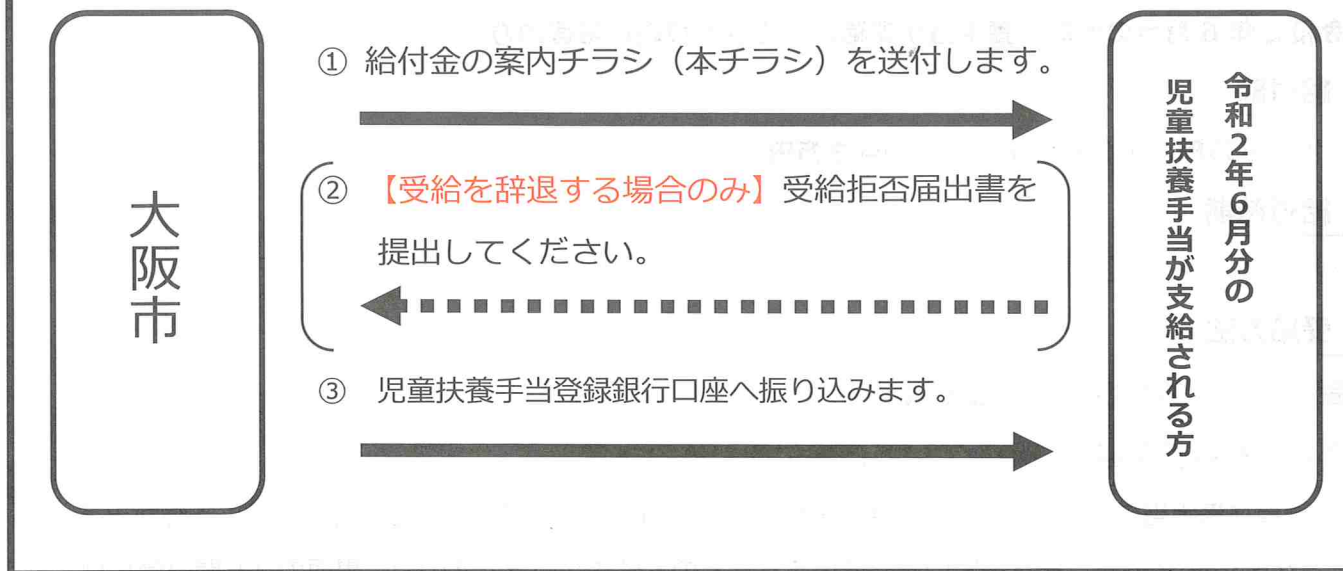 大阪市
① 給付金の案内チラシ（本チラシ）を送付します。
② 【受給を辞退する場合のみ】受給拒否届出書を
提出してください。
③ 児童扶養手当登録銀行口座へ振り込みます。
令和2年6月分の
児童扶養手当が支給される方